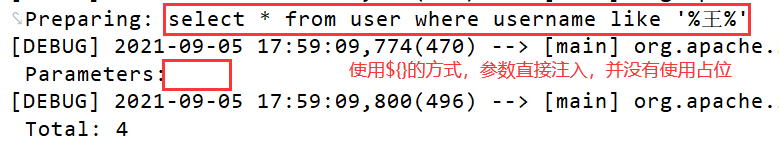 Preparing: select * from user where username like '%王%'
[DEBUG] 2021-09-05 17:59:09,774(470) --> [main] org.apache.
Parameters:
使用${}的方式，参数直接注入，并没有使用占位
[DEBUG] 2021-09-05 17:59:09,800(496) --> [main] org.apache.
Total: 4